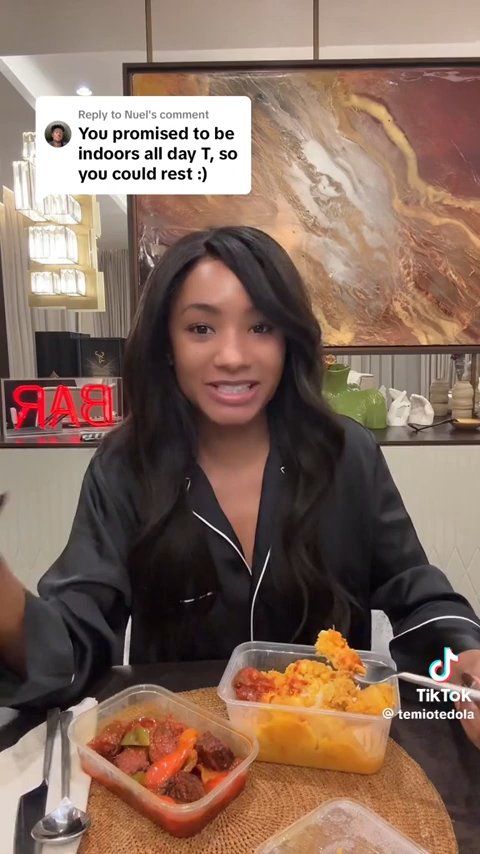 Reply to Nuel's comment
You promised to be
indoors all day T, so
you could rest :)
BAR
TikTok
@ temiotedola